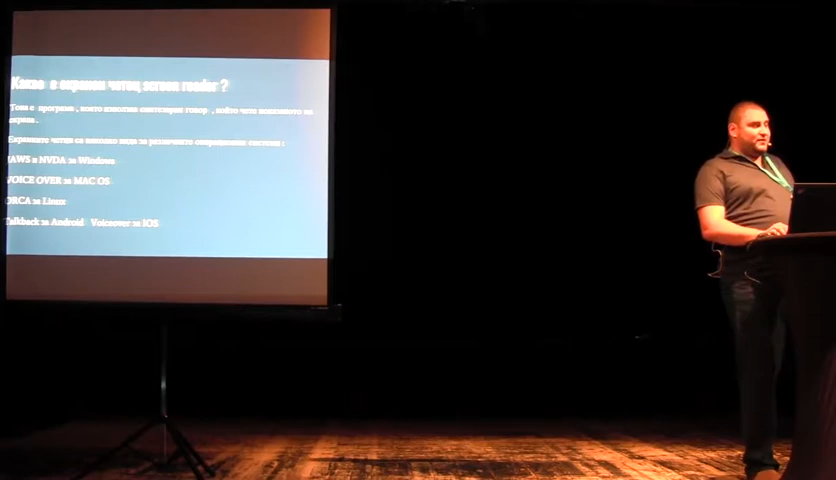 Какво е екранен четец screen reader ?
Това е програма , която използва синтезиран говор , който чете показаното на
екрана .
Екранните четци са няколко вида за различните операционни системи :
JAWS и NVDA за Windows
VOICE OVER за MAC OS
ORCA за Linux
Talkback за Android Voiceover за IOS